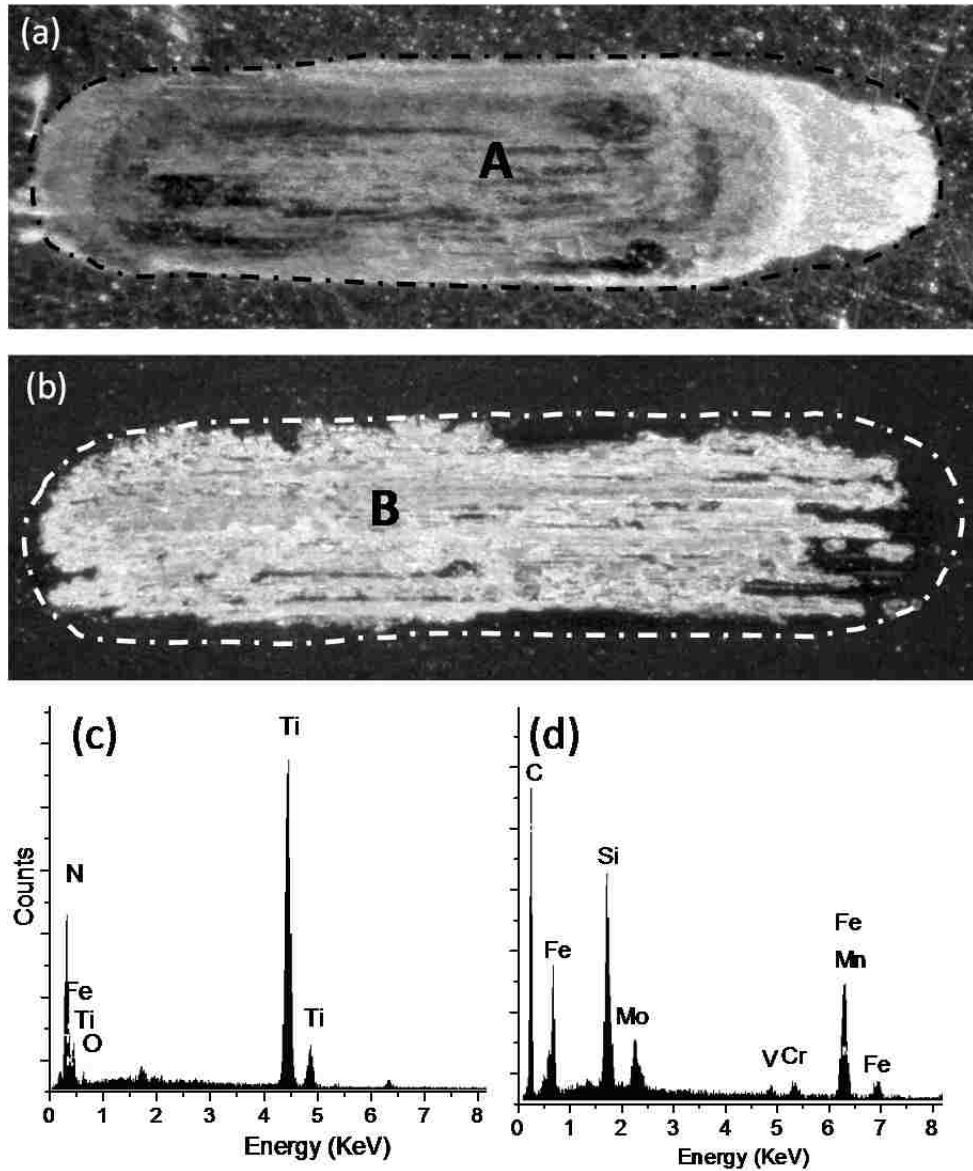 (a)
A
(b)
B
(c)
Ti
N
Fe
Ti
O
Ti
Counts
0 1 2 3 4 5 6 7 8
Energy (KeV)
(d)
C
Si
Fe
Fe
Mn
Mo
V Cr
Fe
0 1 2 3 4 5 6 7 8
Energy (KeV)